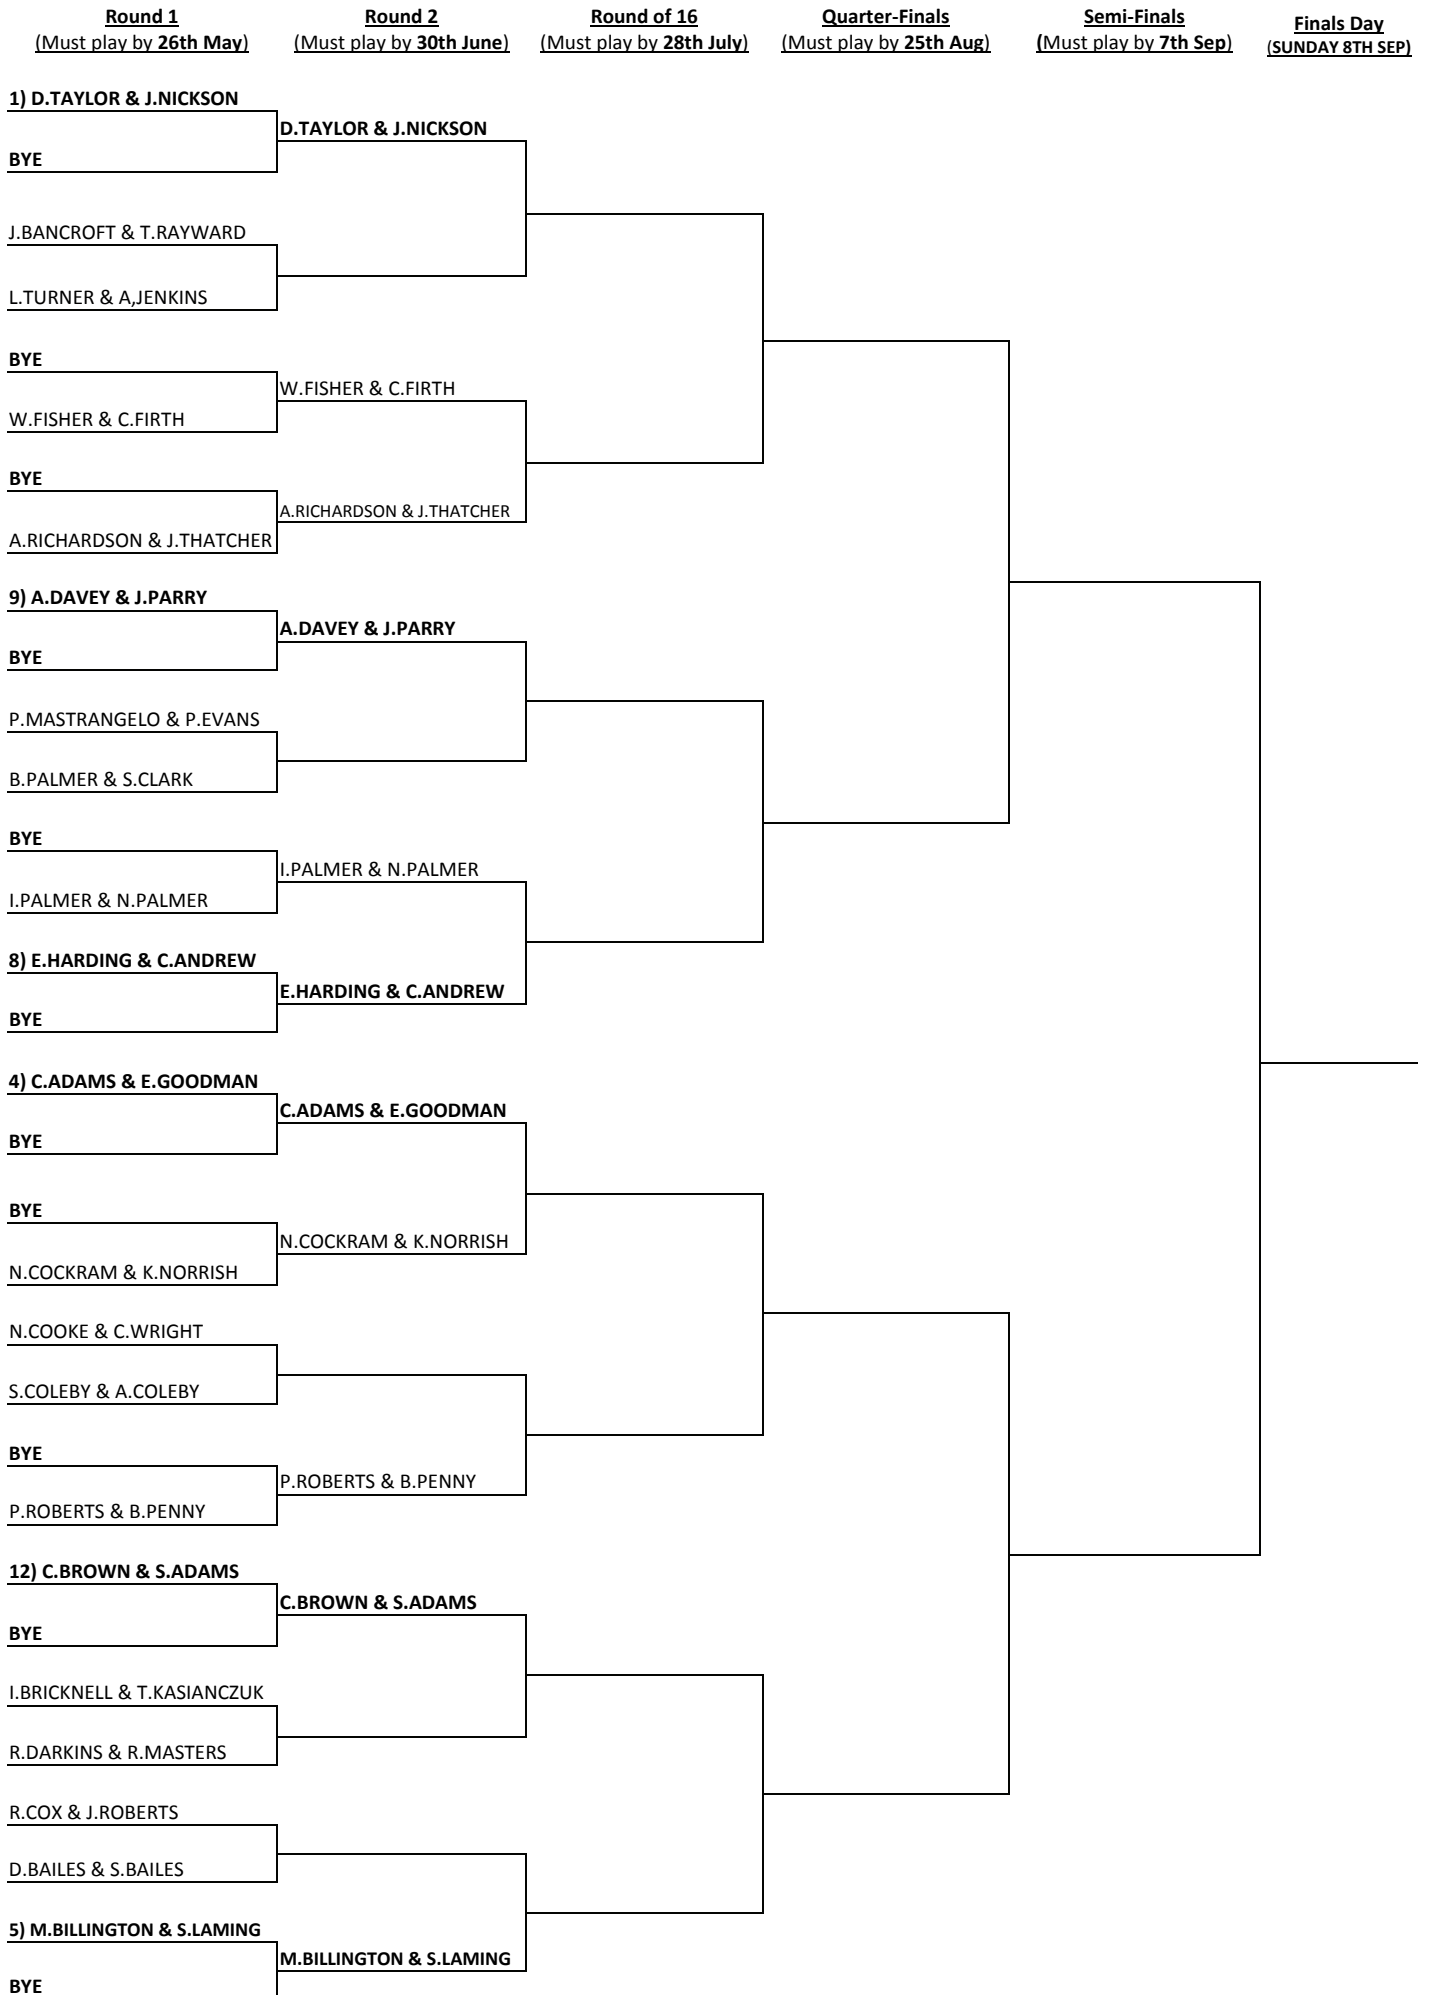 Round 1
(Must play by 26th May)
Round 2
(Must play by 30th June)
Round of 16
(Must play by 28th July)
Quarter-Finals
(Must play by 25th Aug)
Semi-Finals
(Must play by 7th Sep)
Finals Day
(SUNDAY 8TH SEP)
1) D.TAYLOR & J.NICKSON
D.TAYLOR & J.NICKSON
BYE
J.BANCROFT & T.RAYWARD
L.TURNER & A,JENKINS
BYE
W.FISHER & C.FIRTH
W.FISHER & C.FIRTH
BYE
A.RICHARDSON & J.THATCHER
A.RICHARDSON & J.THATCHER
9) A.DAVEY & J.PARRY
A.DAVEY & J.PARRY
BYE
P.MASTRANGELO & P.EVANS
B.PALMER & S.CLARK
BYE
I.PALMER & N.PALMER
I.PALMER & N.PALMER
8) E.HARDING & C.ANDREW
E.HARDING & C.ANDREW
BYE
4) C.ADAMS & E.GOODMAN
C.ADAMS & E.GOODMAN
BYE
BYE
N.COCKRAM & K.NORRISH
N.COCKRAM & K.NORRISH
N.COOKE & C.WRIGHT
S.COLEBY & A.COLEBY
BYE
P.ROBERTS & B.PENNY
P.ROBERTS & B.PENNY
12) C.BROWN & S.ADAMS
C.BROWN & S.ADAMS
BYE
I.BRICKNELL & T.KASIANCZUK
R.DARKINS & R.MASTERS
R.COX & J.ROBERTS
D.BAILES & S.BAILES
5) M.BILLINGTON & S.LAMING
M.BILLINGTON & S.LAMING
BYE